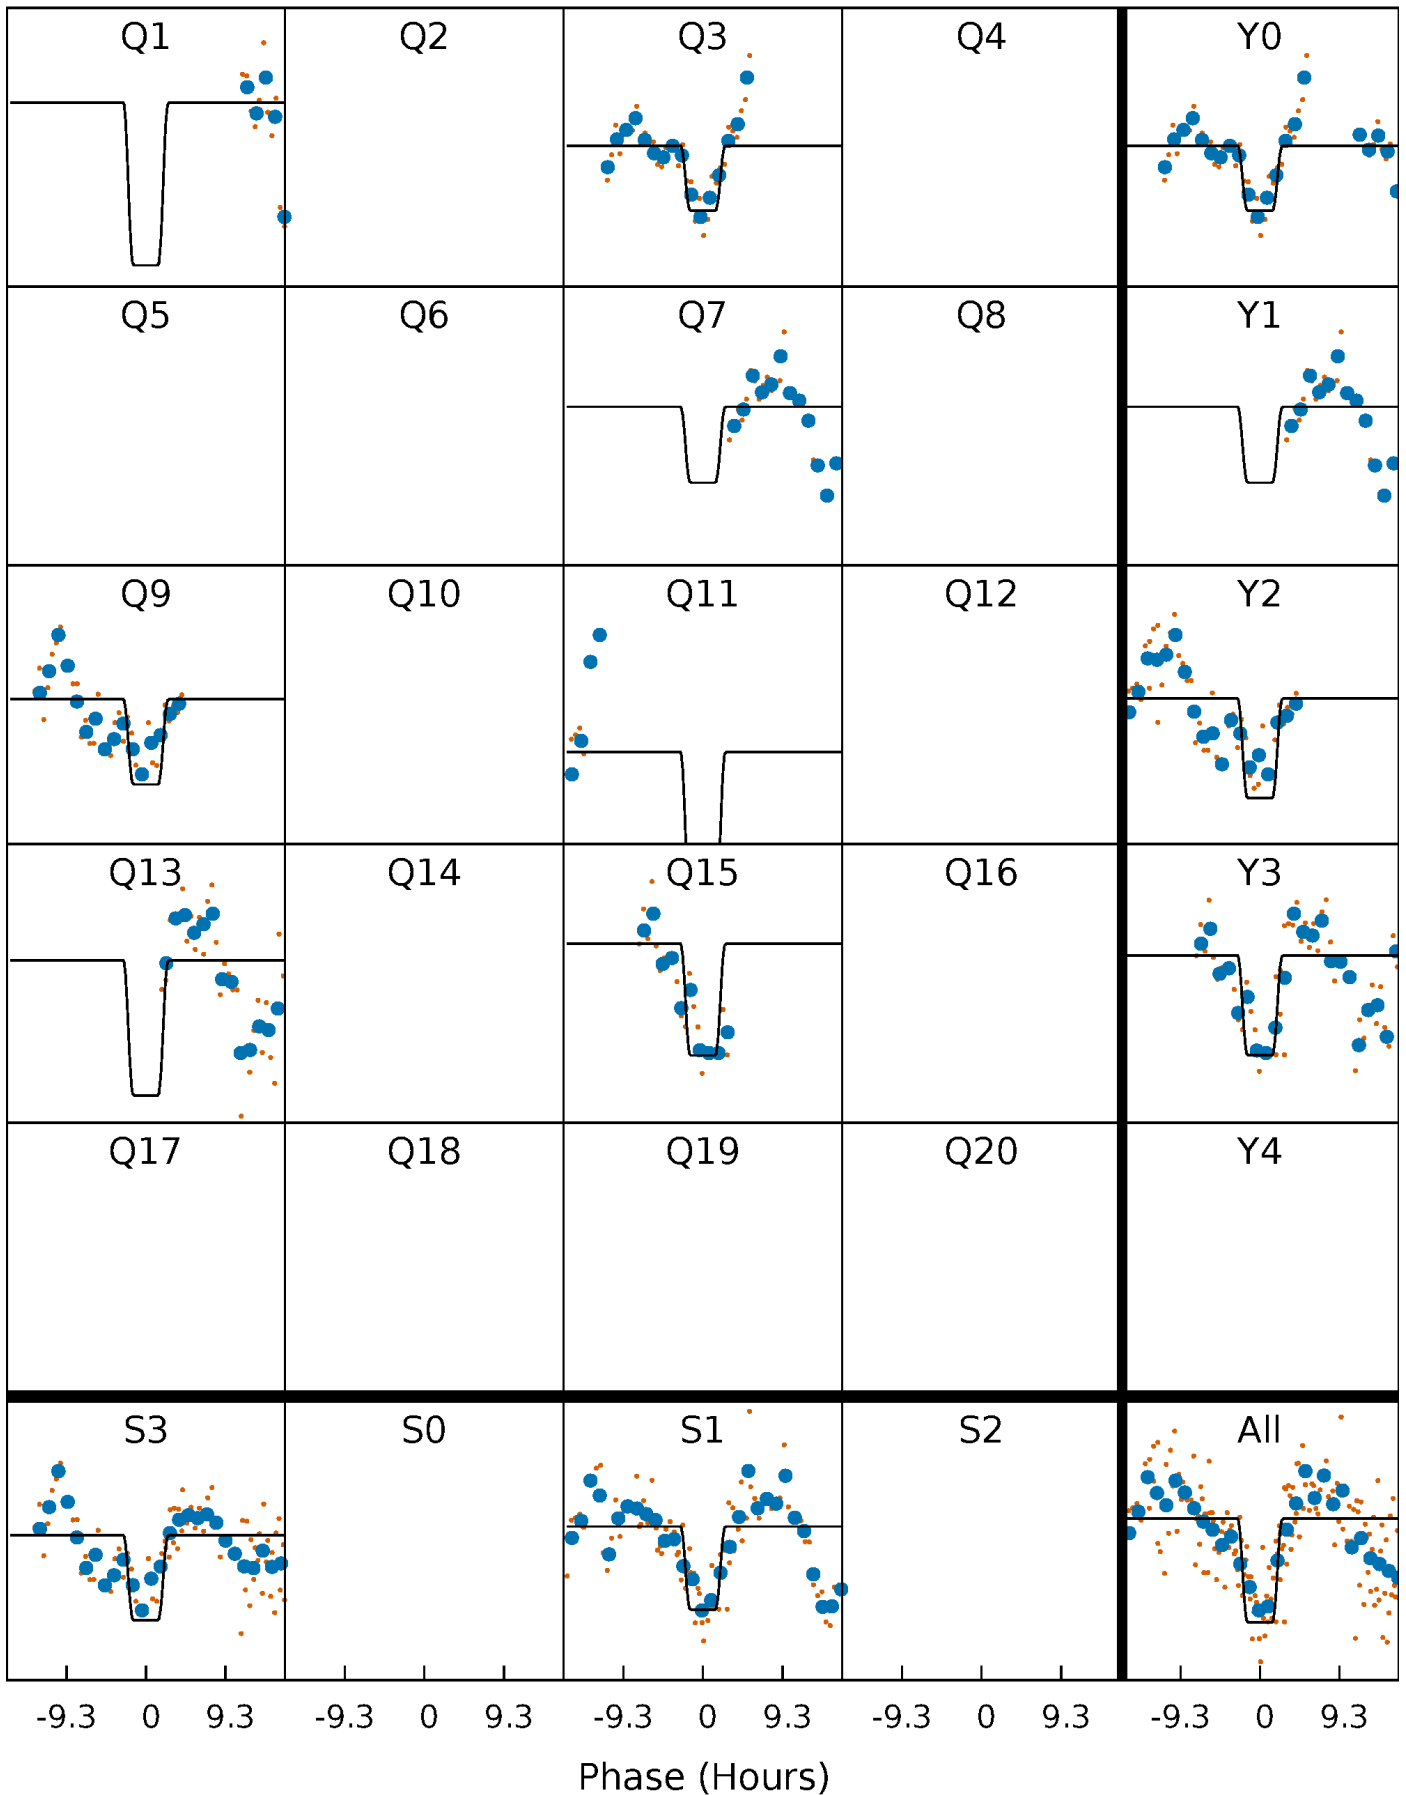 Q1 Q2 Q3 Q4 Y0
Q5 Q6 Q7 Q8 Y1
Q9 Q10 Q11 Q12 Y2
Q13 Q14 Q15 Q16 Y3
Q17 Q18 Q19 Q20 Y4
S3 S0 S1 S2 All
-9.3 0 9.3 -9.3 0 9.3 -9.3 0 9.3 -9.3 0 9.3 -9.3 0 9.3
Phase (Hours)